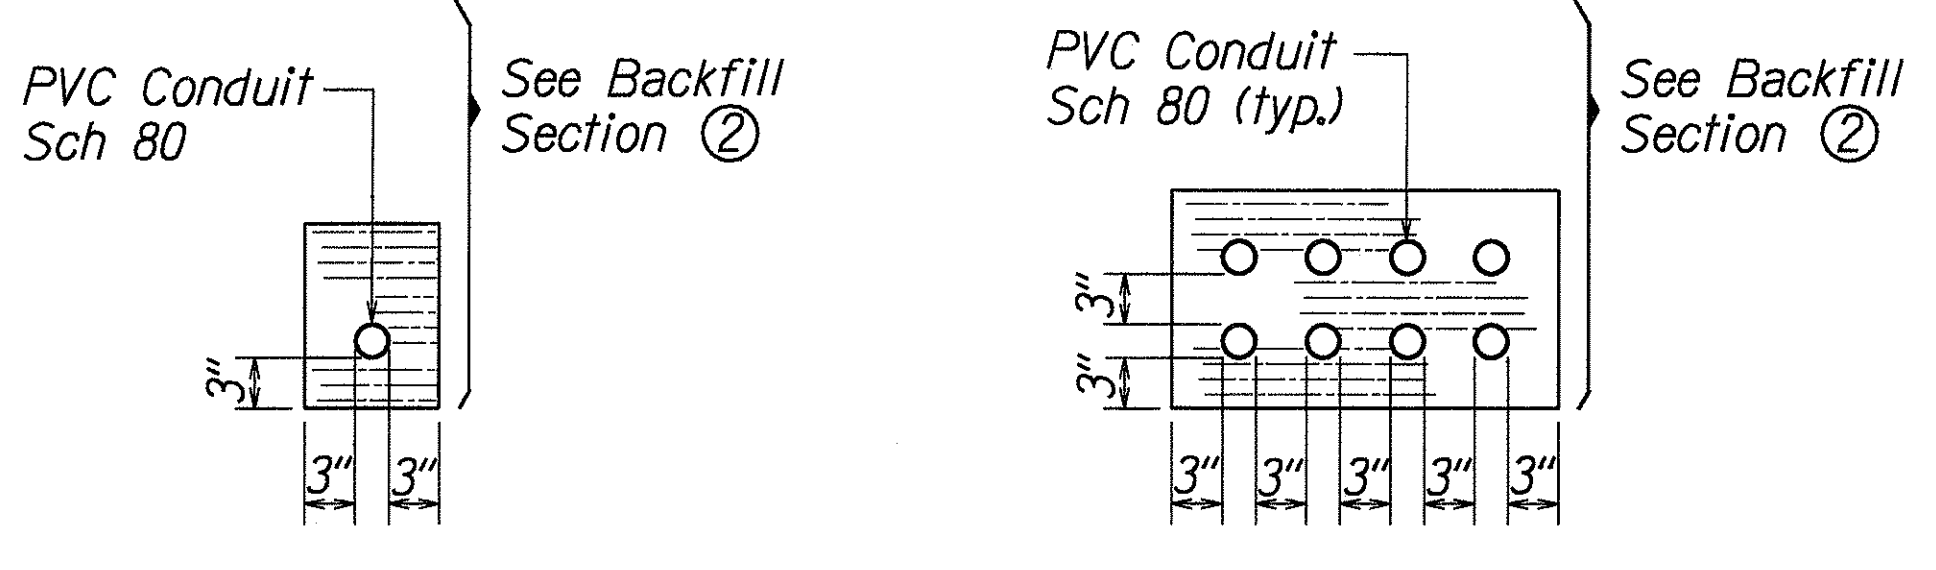 PVC Conduit
Sch 80
See Backfill
Section ②
3"
3" 3"
PVC Conduit
Sch 80 (typ.)
See Backfill
Section ②
3"
3"
3" 3" 3" 3" 3"